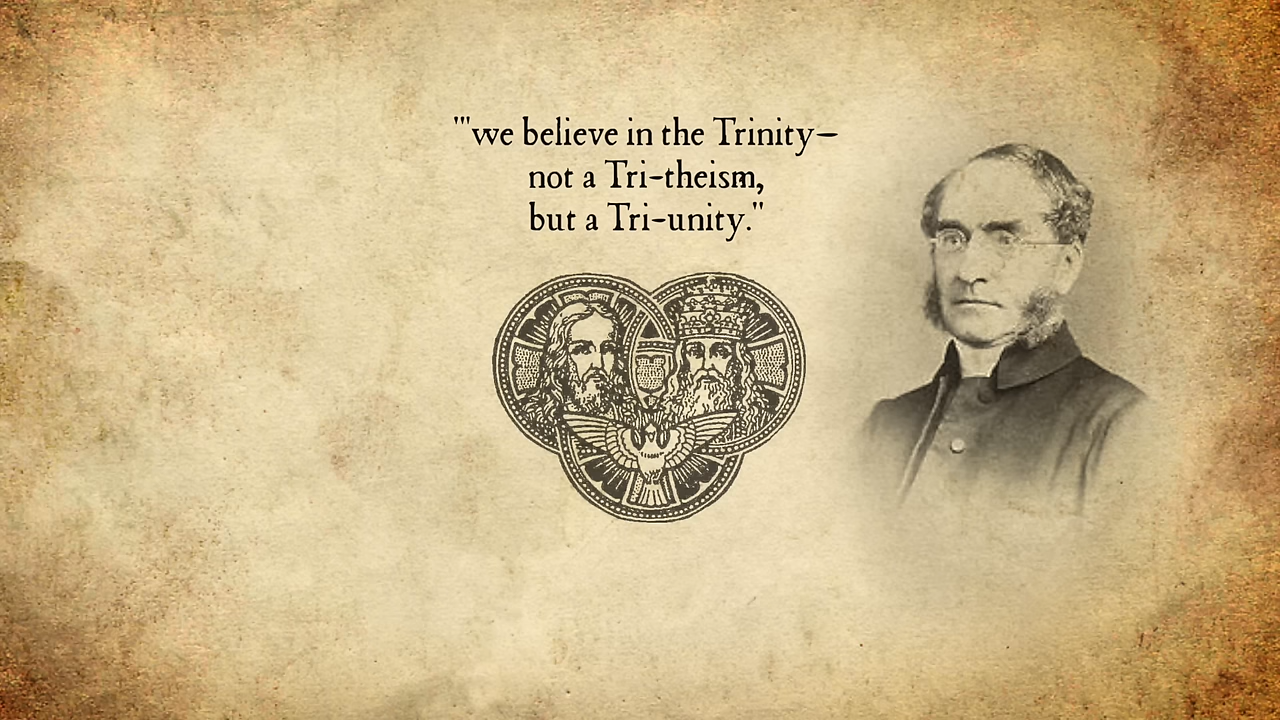 "'we believe in the Trinity—
not a Tri-theism,
but a Tri-unity."